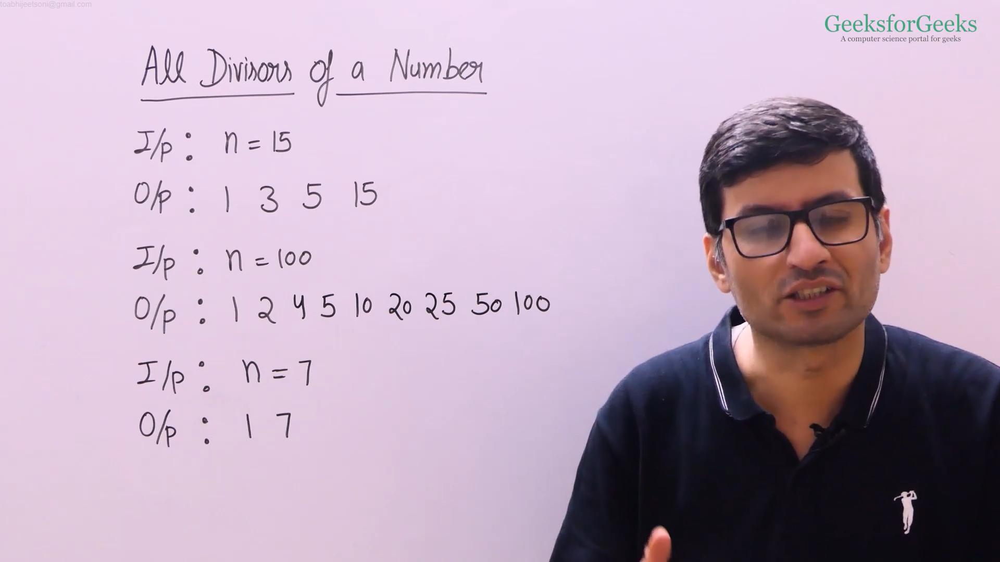 toabhijeetsoni@gmail.com
GeeksforGeeks
A computer science portal for geeks
All Divisors of a Number
I/p : n = 15
O/p : 1 3 5 15
I/p : n = 100
O/p : 1 2 4 5 10 20 25 50 100
I/p : n = 7
O/p : 1 7